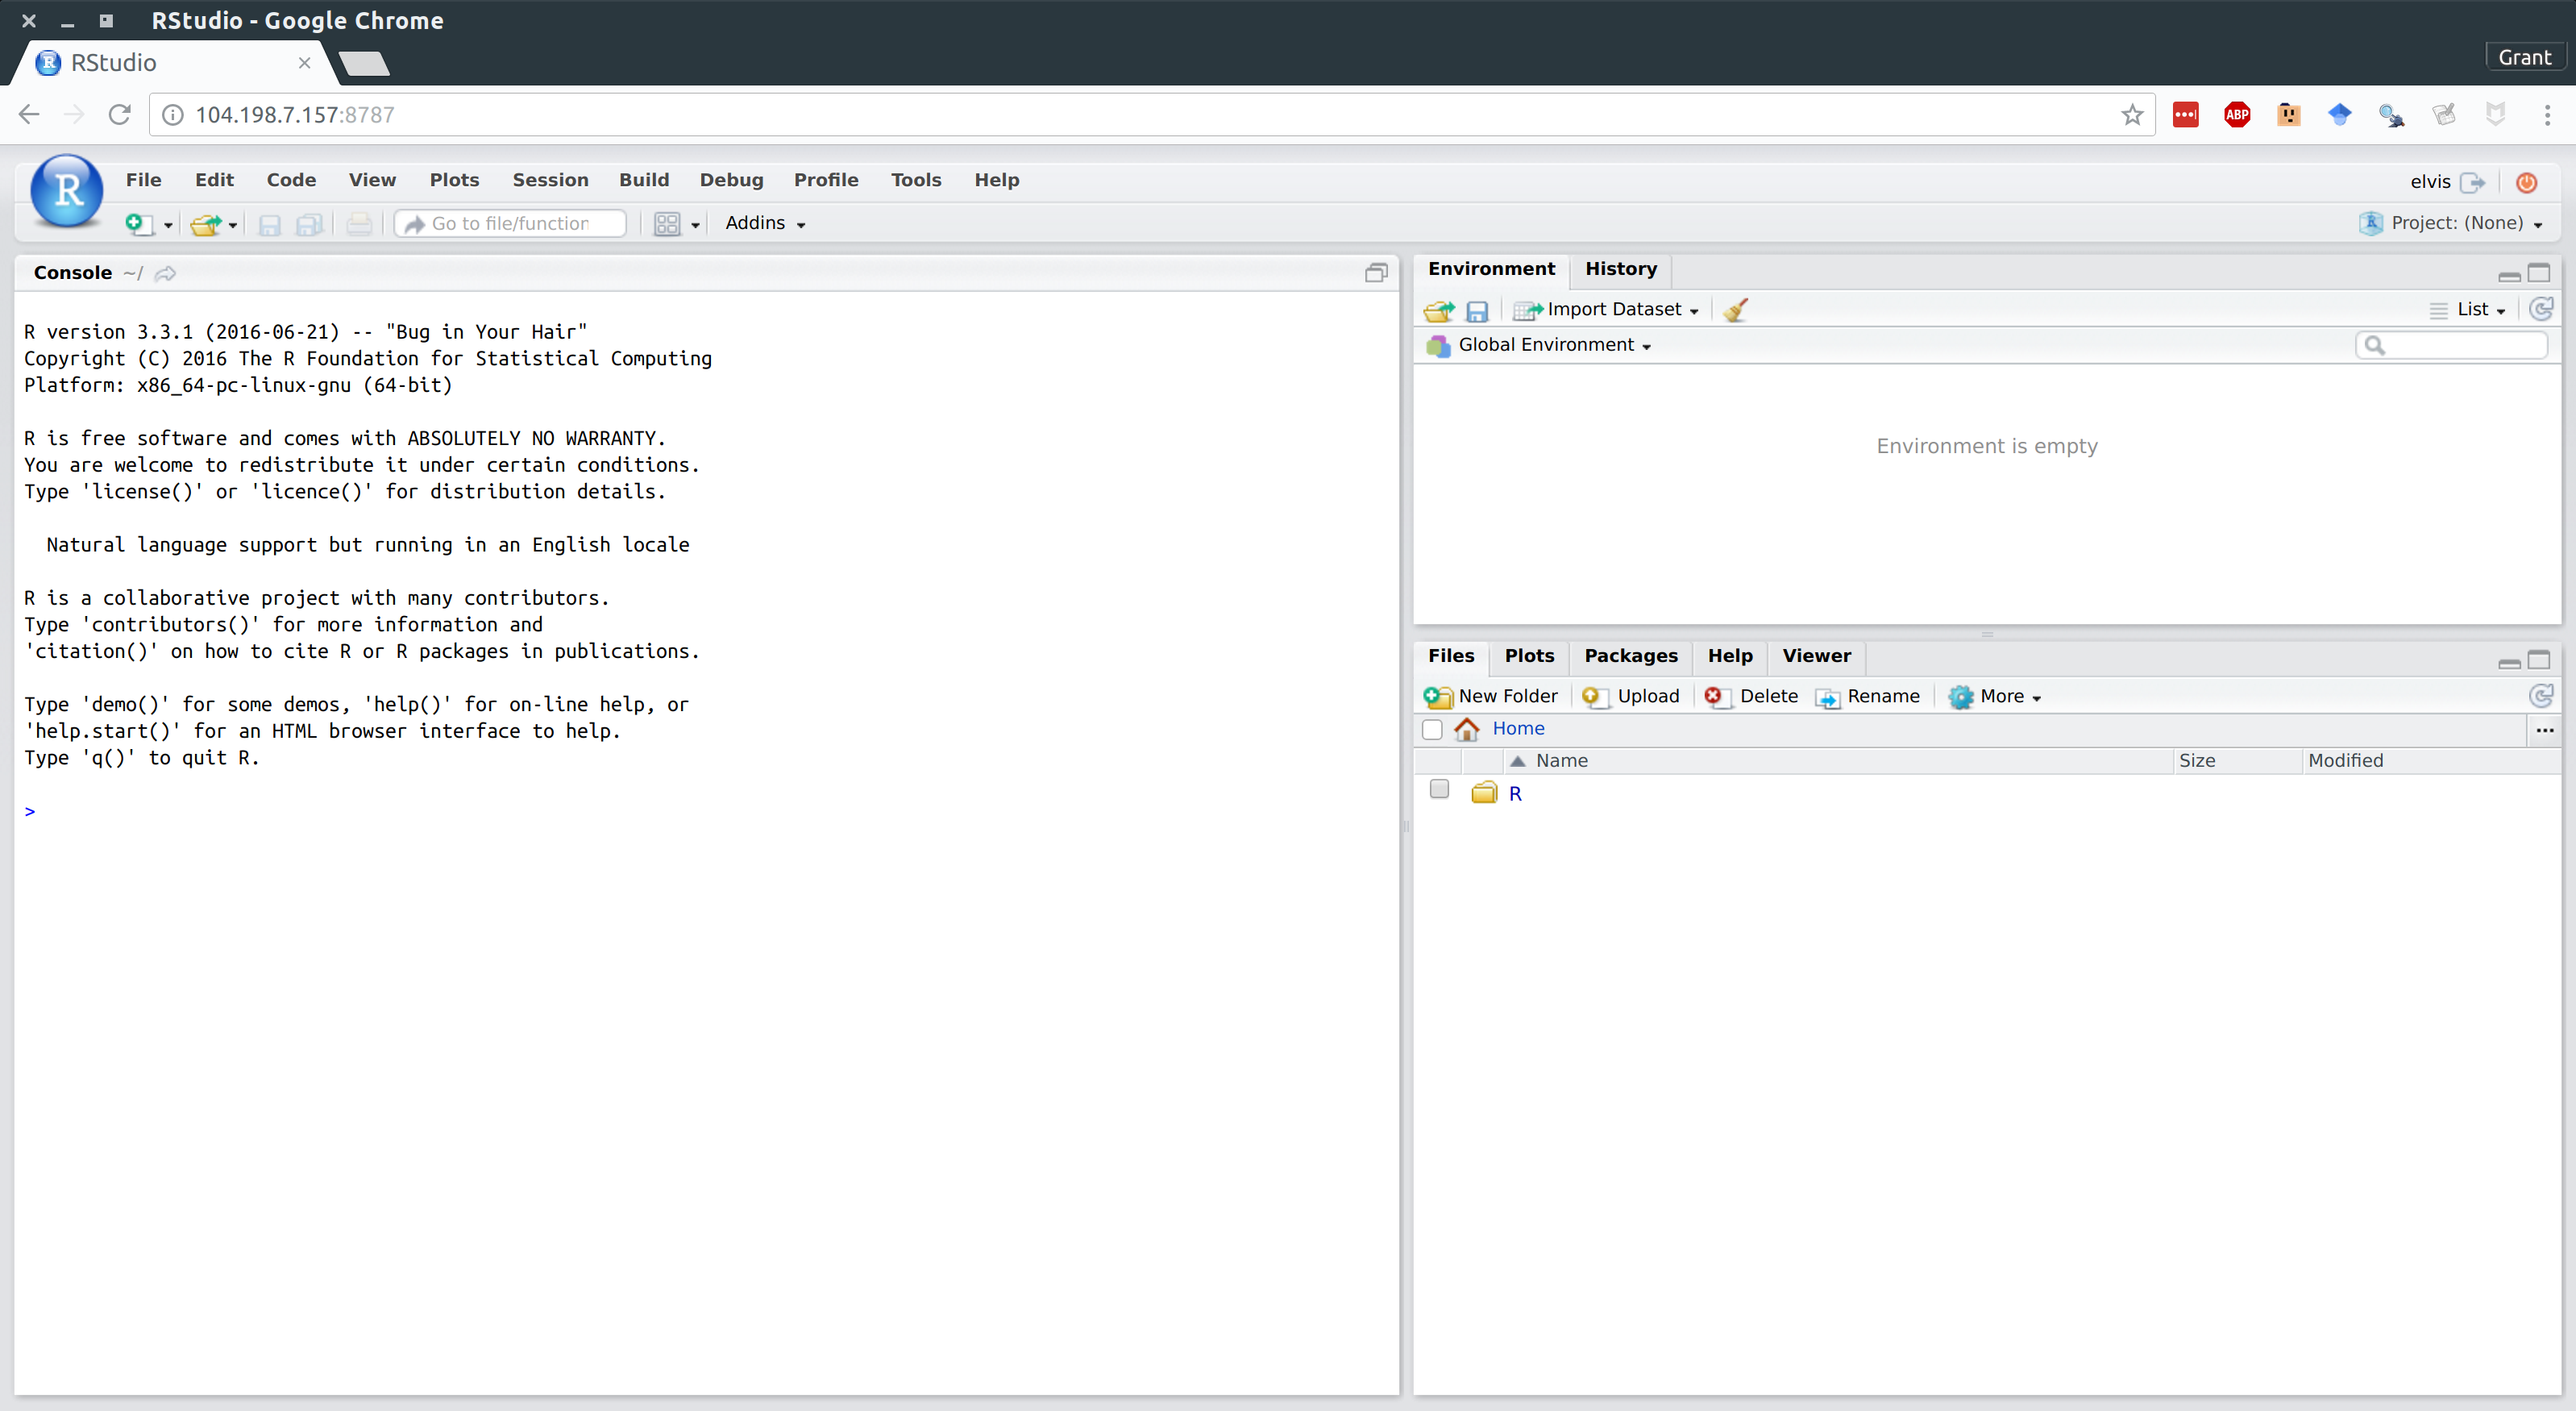 RStudio - Google Chrome
RStudio
Grant
104.198.7.157:8787
ABP
R
File Edit Code View Plots Session Build Debug Profile Tools Help
elvis
Go to file/function
Addins
Project: (None)
Console ~/
R version 3.3.1 (2016-06-21) -- "Bug in Your Hair"
Copyright (C) 2016 The R Foundation for Statistical Computing
Platform: x86_64-pc-linux-gnu (64-bit)
R is free software and comes with ABSOLUTELY NO WARRANTY.
You are welcome to redistribute it under certain conditions.
Type 'license()' or 'licence()' for distribution details.
Natural language support but running in an English locale
R is a collaborative project with many contributors.
Type 'contributors()' for more information and
'citation()' on how to cite R or R packages in publications.
Type 'demo()' for some demos, 'help()' for on-line help, or
'help.start()' for an HTML browser interface to help.
Type 'q()' to quit R.
>
Environment History
Import Dataset
List
Global Environment
Environment is empty
Files Plots Packages Help Viewer
New Folder Upload Delete Rename More
Home
...
Name Size Modified
R